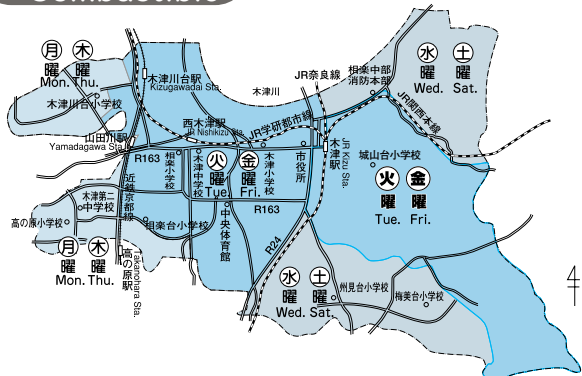 Combustible
月曜 木曜
Mon. Thu.
木津川台小学校
木津川台駅
Kizugawadai Sta.
木津川
JR奈良線
相楽中部
消防本部
水曜 土曜
Wed. Sat.
JR関西本線
西木津駅
JR Nishikizu Sta.
JR学研都市線
山田川駅
Yamadagawa Sta.
R163
相楽小学校
木津中学校
火曜 金曜
Tue. Fri.
木津小学校
市役所
木津駅
JR Kizu Sta.
城山台小学校
火曜 金曜
Tue. Fri.
近鉄京都線
木津第二
中学校
高の原小学校
相楽台小学校
中央体育館
R163
R24
月曜 木曜
Mon. Thu.
高の原駅
Takanohara Sta.
水曜 土曜
Wed. Sat.
州見台小学校
梅美台小学校